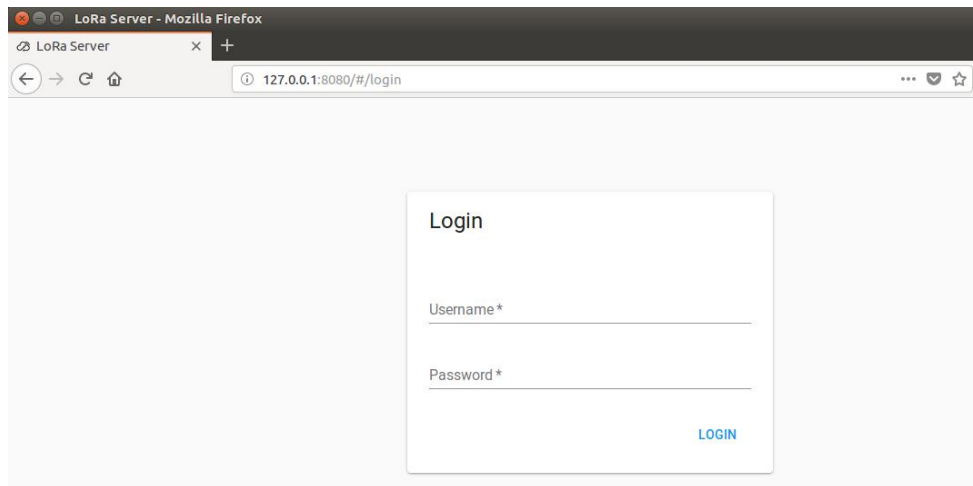 LoRa Server - Mozilla Firefox
LoRa Server
127.0.0.1:8080/#/login
Login
Username *
Password *
LOGIN